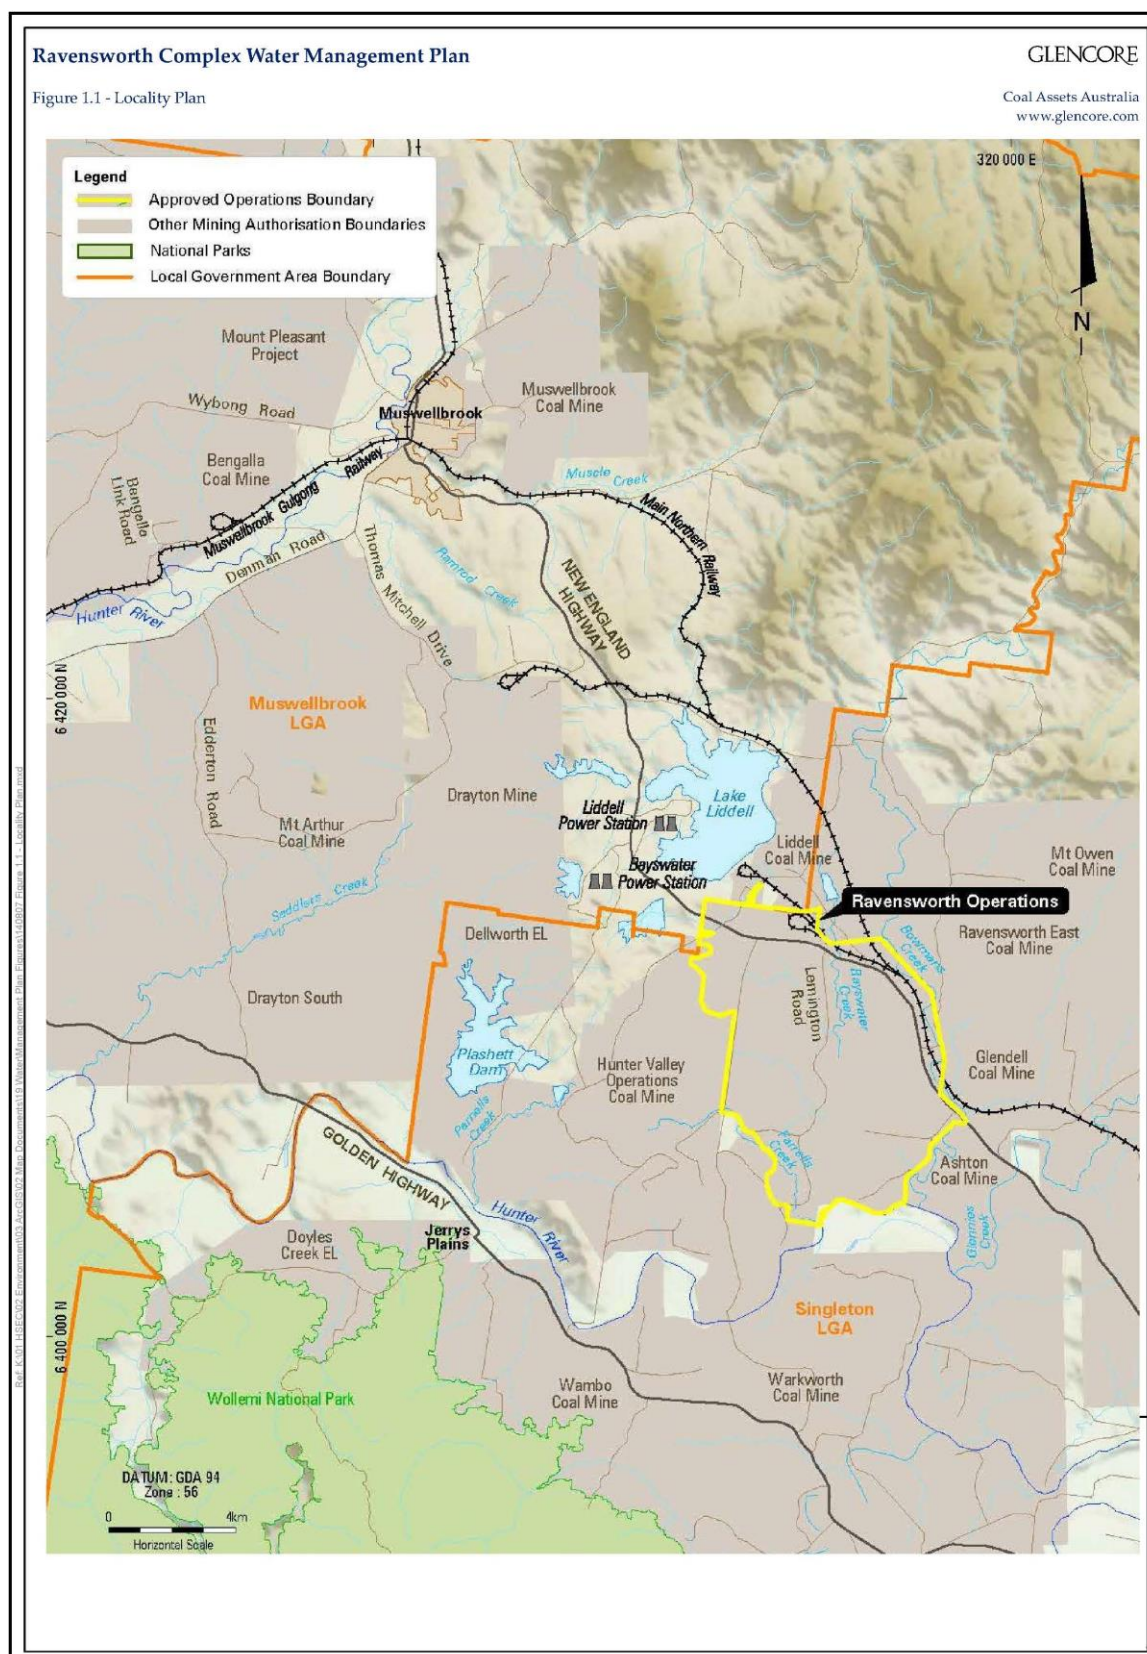 Ravensworth Complex Water Management Plan
GLENCORE
Figure 1.1 - Locality Plan
Coal Assets Australia
www.glencore.com
320 000 E
Legend
Approved Operations Boundary
Other Mining Authorisation Boundaries
National Parks
Local Government Area Boundary
N
Mount Pleasant
Project
Wybong Road
Muswellbrook
Muswellbrook
Coal Mine
Bengalla
Coal Mine
Bengalla
Link Road
Muswellbrook Gulgong Railway
Muscle
Creek
Main Northern Railway
Denman Road
Thomas Mitchell Drive
Ramrod Creek
NEW ENGLAND
HIGHWAY
Hunter River
6 420 000 N
Muswellbrook
LGA
Edderton Road
Drayton Mine
Lake
Liddell
Liddell
Power Station
Mt Arthur
Coal Mine
Liddell
Coal Mine
Mt Owen
Coal Mine
Bayswater
Power Station
Saddlers Creek
Ravensworth Operations
Dellworth EL
Bowmans
Creek
Ravensworth East
Coal Mine
Lemington
Road
Bayswater
Creek
Drayton South
Plashett
Dam
Hunter Valley
Operations
Coal Mine
Glendell
Coal Mine
Parnells
Creek
Farrells
Creek
GOLDEN HIGHWAY
Ashton
Coal Mine
Hunter
River
Glennies
Creek
Doyles
Creek EL
Jerrys
Plains
Singleton
LGA
6 400 000 N
Wollemi National Park
Wambo
Coal Mine
Warkworth
Coal Mine
DATUM: GDA 94
Zone : 56
0 4km
Horizontal Scale